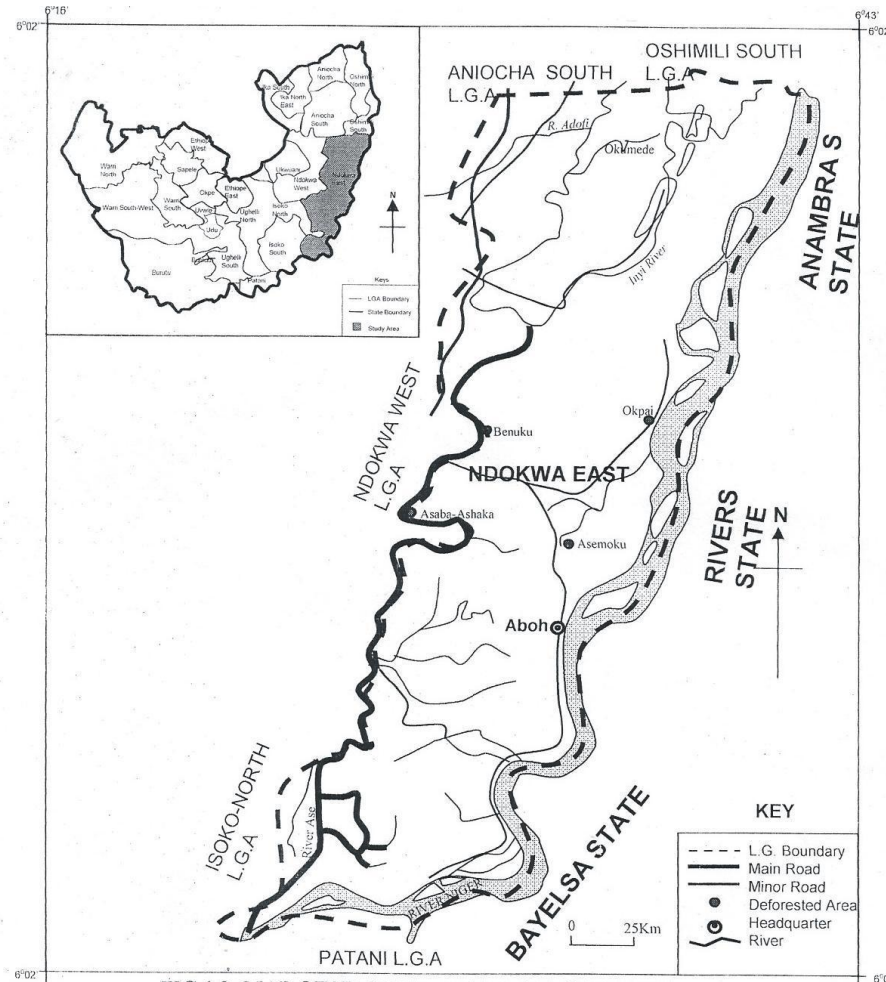 6°16'
6°43'
6°02'
6°02
OSHIMILI SOUTH
L.G.A
ANIOCHA SOUTH
L.G.A
R. Adofi
Okumede
Inyi River
ANAMBRA S
STATE
Aniocha
North
Oshimili
North
Ika South
Ika North
East
Aniocha
South
Oshimili
South
Ethiope
West
Warri
North
Sapele
Okpe
Ethiope
East
Ukwuani
Ndokwa
West
Ndokwa
East
Warri South-West
Warri
South
Uvwie
Udu
Ughelli
North
Isoko
North
Isoko
South
Ughelli
South
Burutu
Patani
N
Keys
LGA Boundary
State Boundary
Study Area
NDOKWA WEST
L.G.A
Benuku
Okpai
NDOKWA EAST
Asaba-Ashaka
Asemoku
RIVERS
STATE
N
Aboh
ISOKO-NORTH
L.G.A
River Ase
RIVER NIGER
BAYELSA STATE
PATANI L.G.A
0 25Km
KEY
L.G. Boundary
Main Road
Minor Road
Deforested Area
Headquarter
River
6°02'